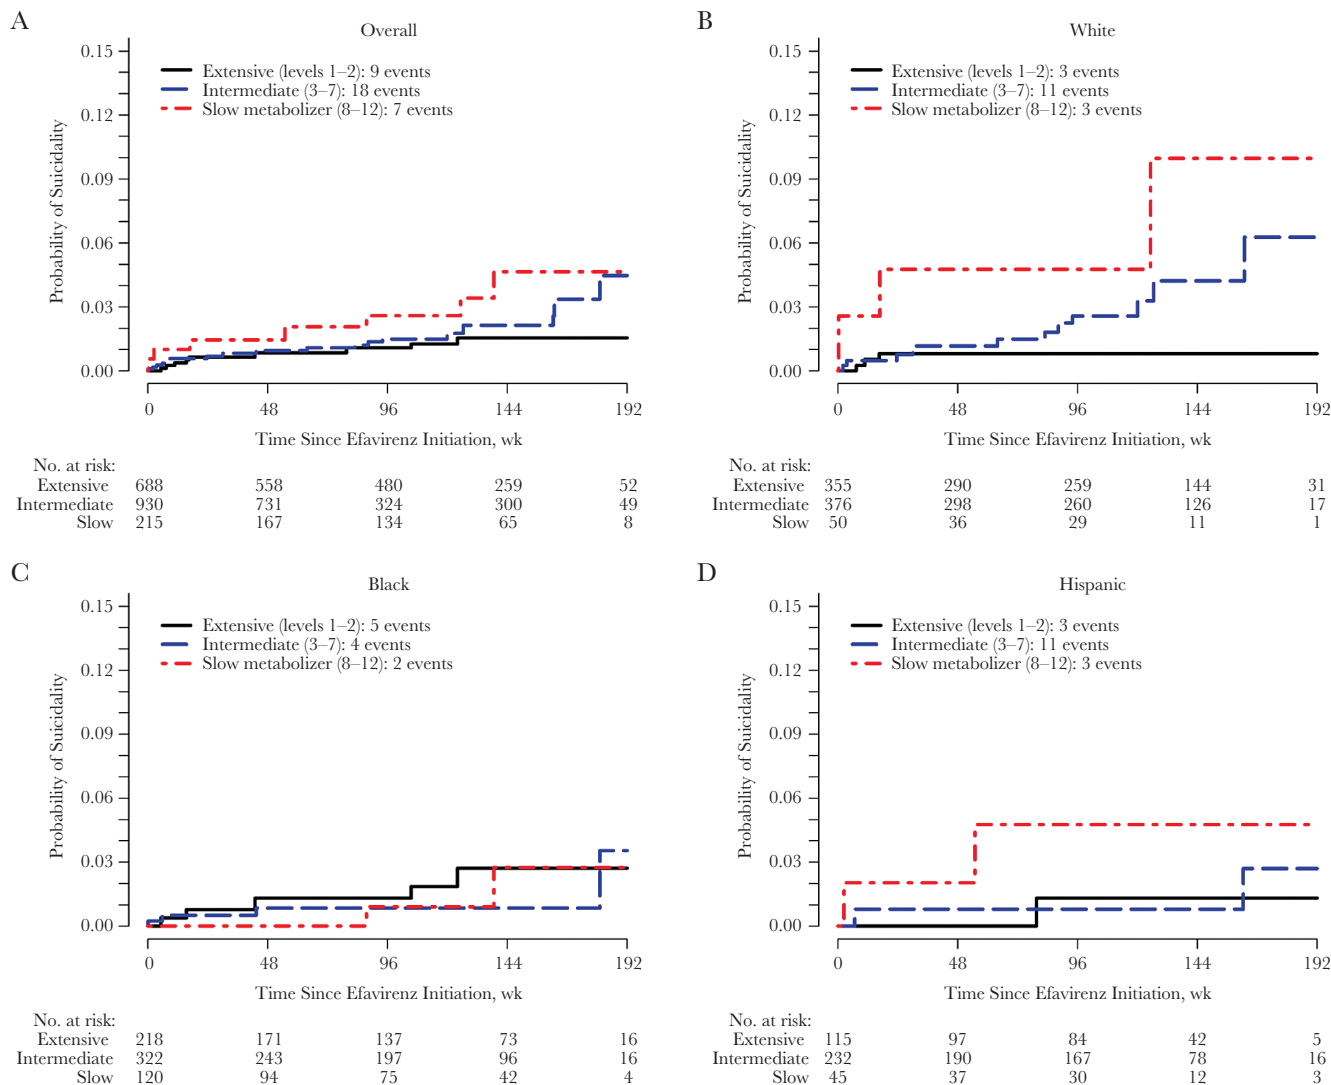 A
Overall
Extensive (levels 1–2): 9 events
Intermediate (3–7): 18 events
Slow metabolizer (8–12): 7 events
Probability of Suicidality
0.15
0.12
0.09
0.06
0.03
0.00
0 48 96 144 192
Time Since Efavirenz Initiation, wk
No. at risk:
Extensive 688 558 480 259 52
Intermediate 930 731 324 300 49
Slow 215 167 134 65 8
B
White
Extensive (levels 1–2): 3 events
Intermediate (3–7): 11 events
Slow metabolizer (8–12): 3 events
Probability of Suicidality
0.15
0.12
0.09
0.06
0.03
0.00
0 48 96 144 192
Time Since Efavirenz Initiation, wk
No. at risk:
Extensive 355 290 259 144 31
Intermediate 376 298 260 126 17
Slow 50 36 29 11 1
C
Black
Extensive (levels 1–2): 5 events
Intermediate (3–7): 4 events
Slow metabolizer (8–12): 2 events
Probability of Suicidality
0.15
0.12
0.09
0.06
0.03
0.00
0 48 96 144 192
Time Since Efavirenz Initiation, wk
No. at risk:
Extensive 218 171 137 73 16
Intermediate 322 243 197 96 16
Slow 120 94 75 42 4
D
Hispanic
Extensive (levels 1–2): 3 events
Intermediate (3–7): 11 events
Slow metabolizer (8–12): 3 events
Probability of Suicidality
0.15
0.12
0.09
0.06
0.03
0.00
0 48 96 144 192
Time Since Efavirenz Initiation, wk
No. at risk:
Extensive 115 97 84 42 5
Intermediate 232 190 167 78 16
Slow 45 37 30 12 3